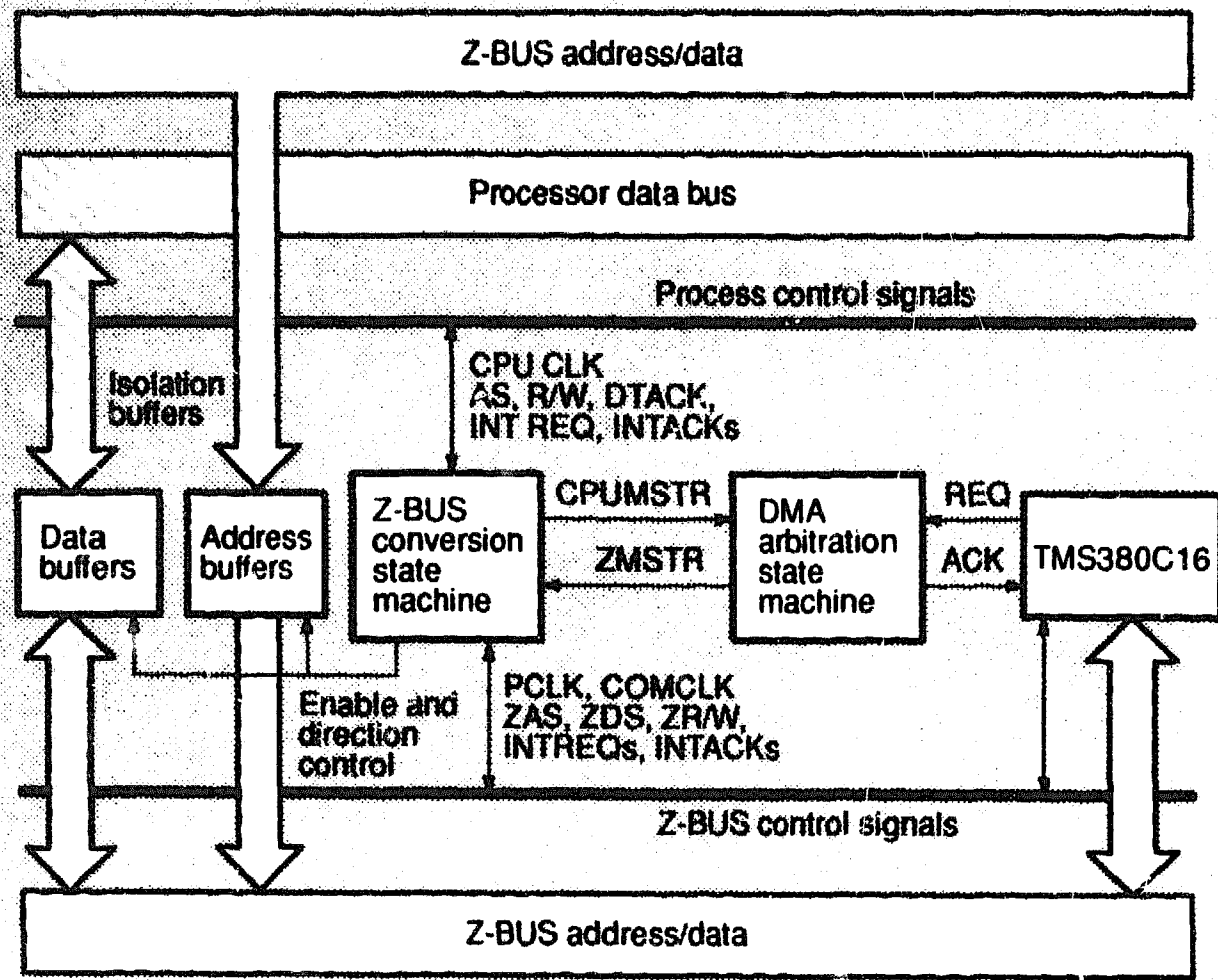 Z-BUS address/data
Processor data bus
Process control signals
Isolation
buffers
CPU CLK
AS, R/W, DTACK,
INT REQ, INTACKs
Data
buffers
Address
buffers
Z-BUS
conversion
state
machine
CPUMSTR
ZMSTR
DMA
arbitration
state
machine
REQ
ACK
TMS380C16
Enable and
direction
control
PCLK, COMCLK
ZAS, ZDS, ZR/W,
INTREQs, INTACKs
Z-BUS control signals
Z-BUS address/data